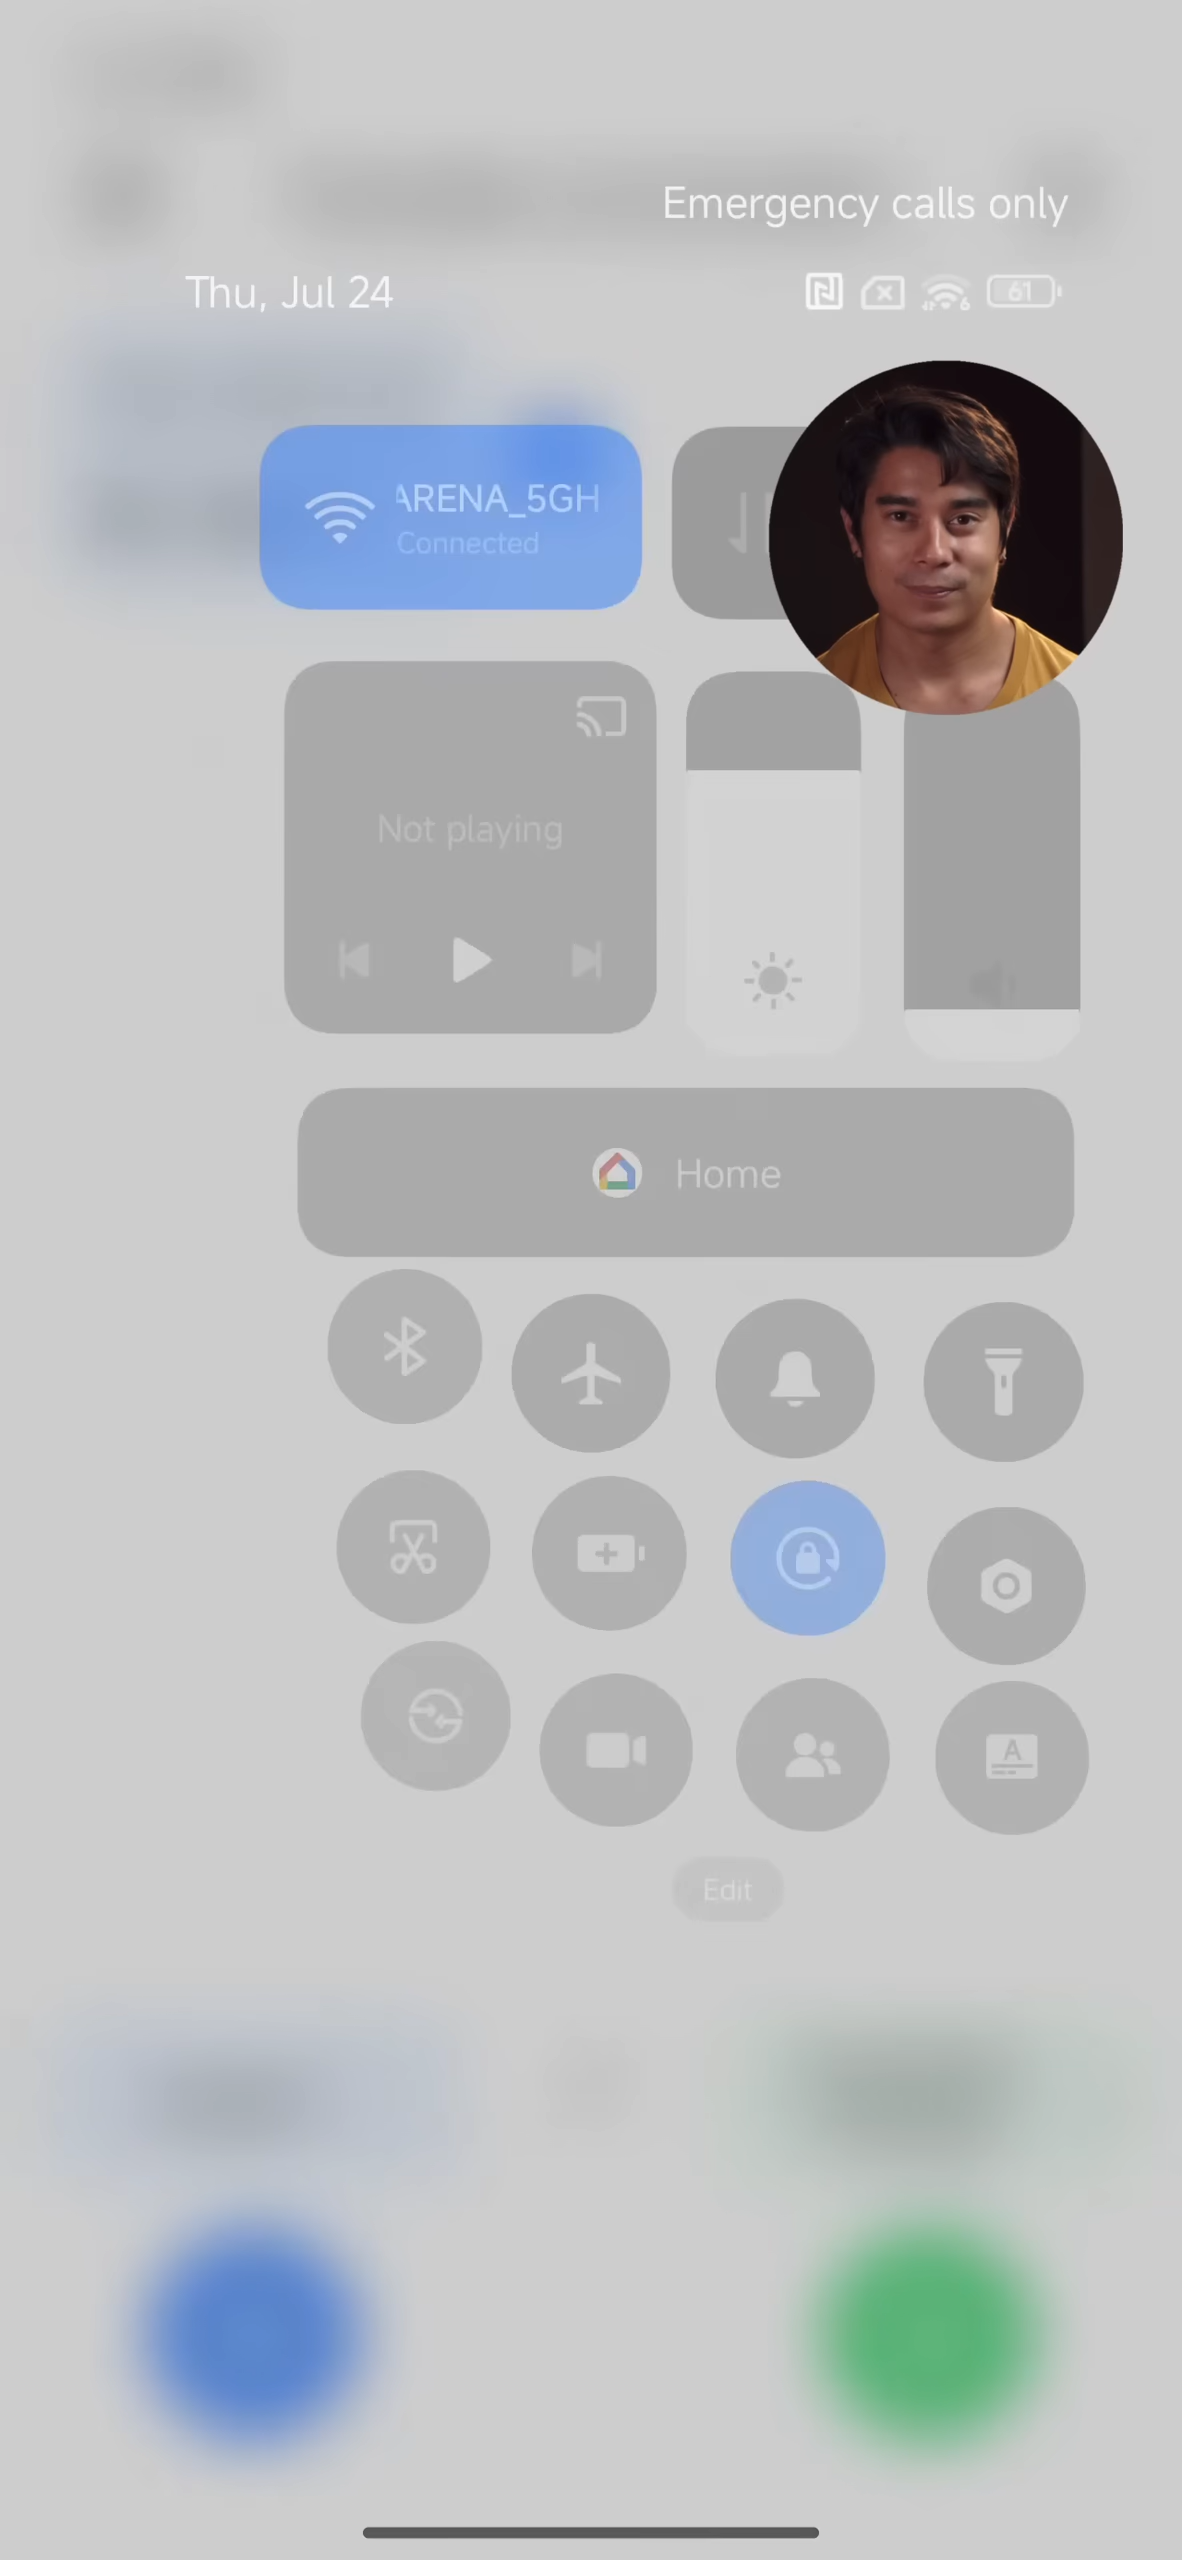 Emergency calls only
Thu, Jul 24
61
ARENA_5GH
Connected
Not playing
Home
A
Edit